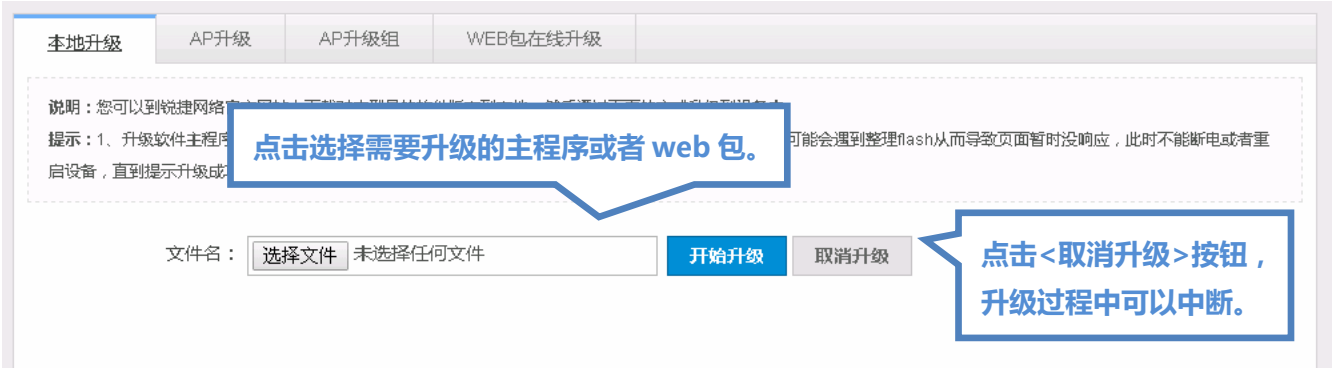 本地升级 AP升级 AP升级组 WEB包在线升级
说明：您可以到锐捷网络
提示：1、升级软件主程序 可能会遇到整理flash从而导致页面暂时没响应，此时不能断电或者重
启设备，直到提示升级成
点击选择需要升级的主程序或者 web 包。
文件名： 选择文件 未选择任何文件 开始升级 取消升级
点击<取消升级>按钮，
升级过程中可以中断。